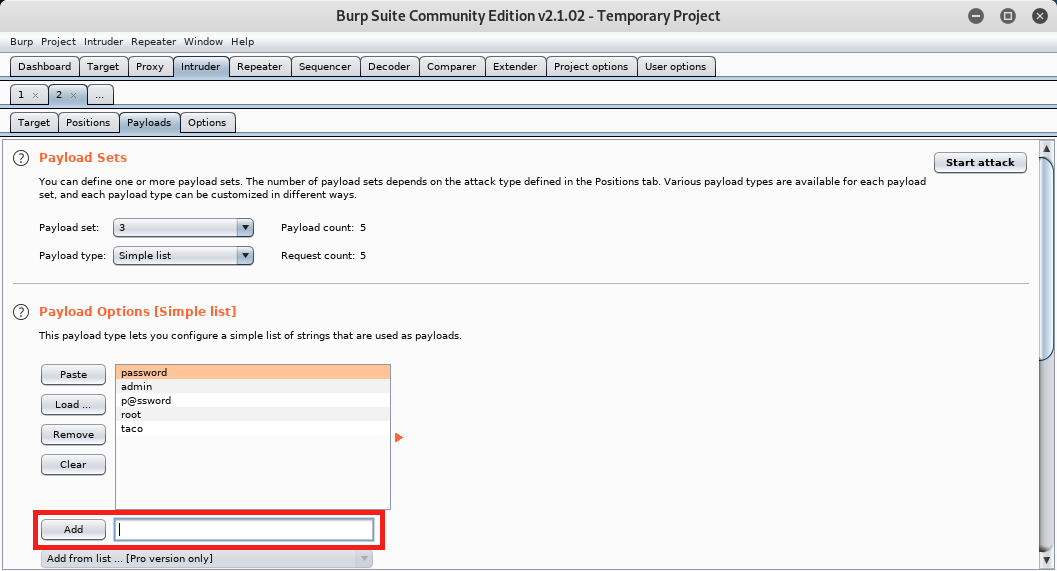 Burp Suite Community Edition v2.1.02 - Temporary Project
Burp Project Intruder Repeater Window Help
Dashboard Target Proxy Intruder Repeater Sequencer Decoder Comparer Extender Project options User options
1 × 2 × ...
Target Positions Payloads Options
? Payload Sets
Start attack
You can define one or more payload sets. The number of payload sets depends on the attack type defined in the Positions tab. Various payload types are available for each payload
set, and each payload type can be customized in different ways.
Payload set: 3 Payload count: 5
Payload type: Simple list Request count: 5
? Payload Options [Simple list]
This payload type lets you configure a simple list of strings that are used as payloads.
Paste
Load ...
Remove
Clear
password
admin
p@ssword
root
taco
Add
Add from list ... [Pro version only]